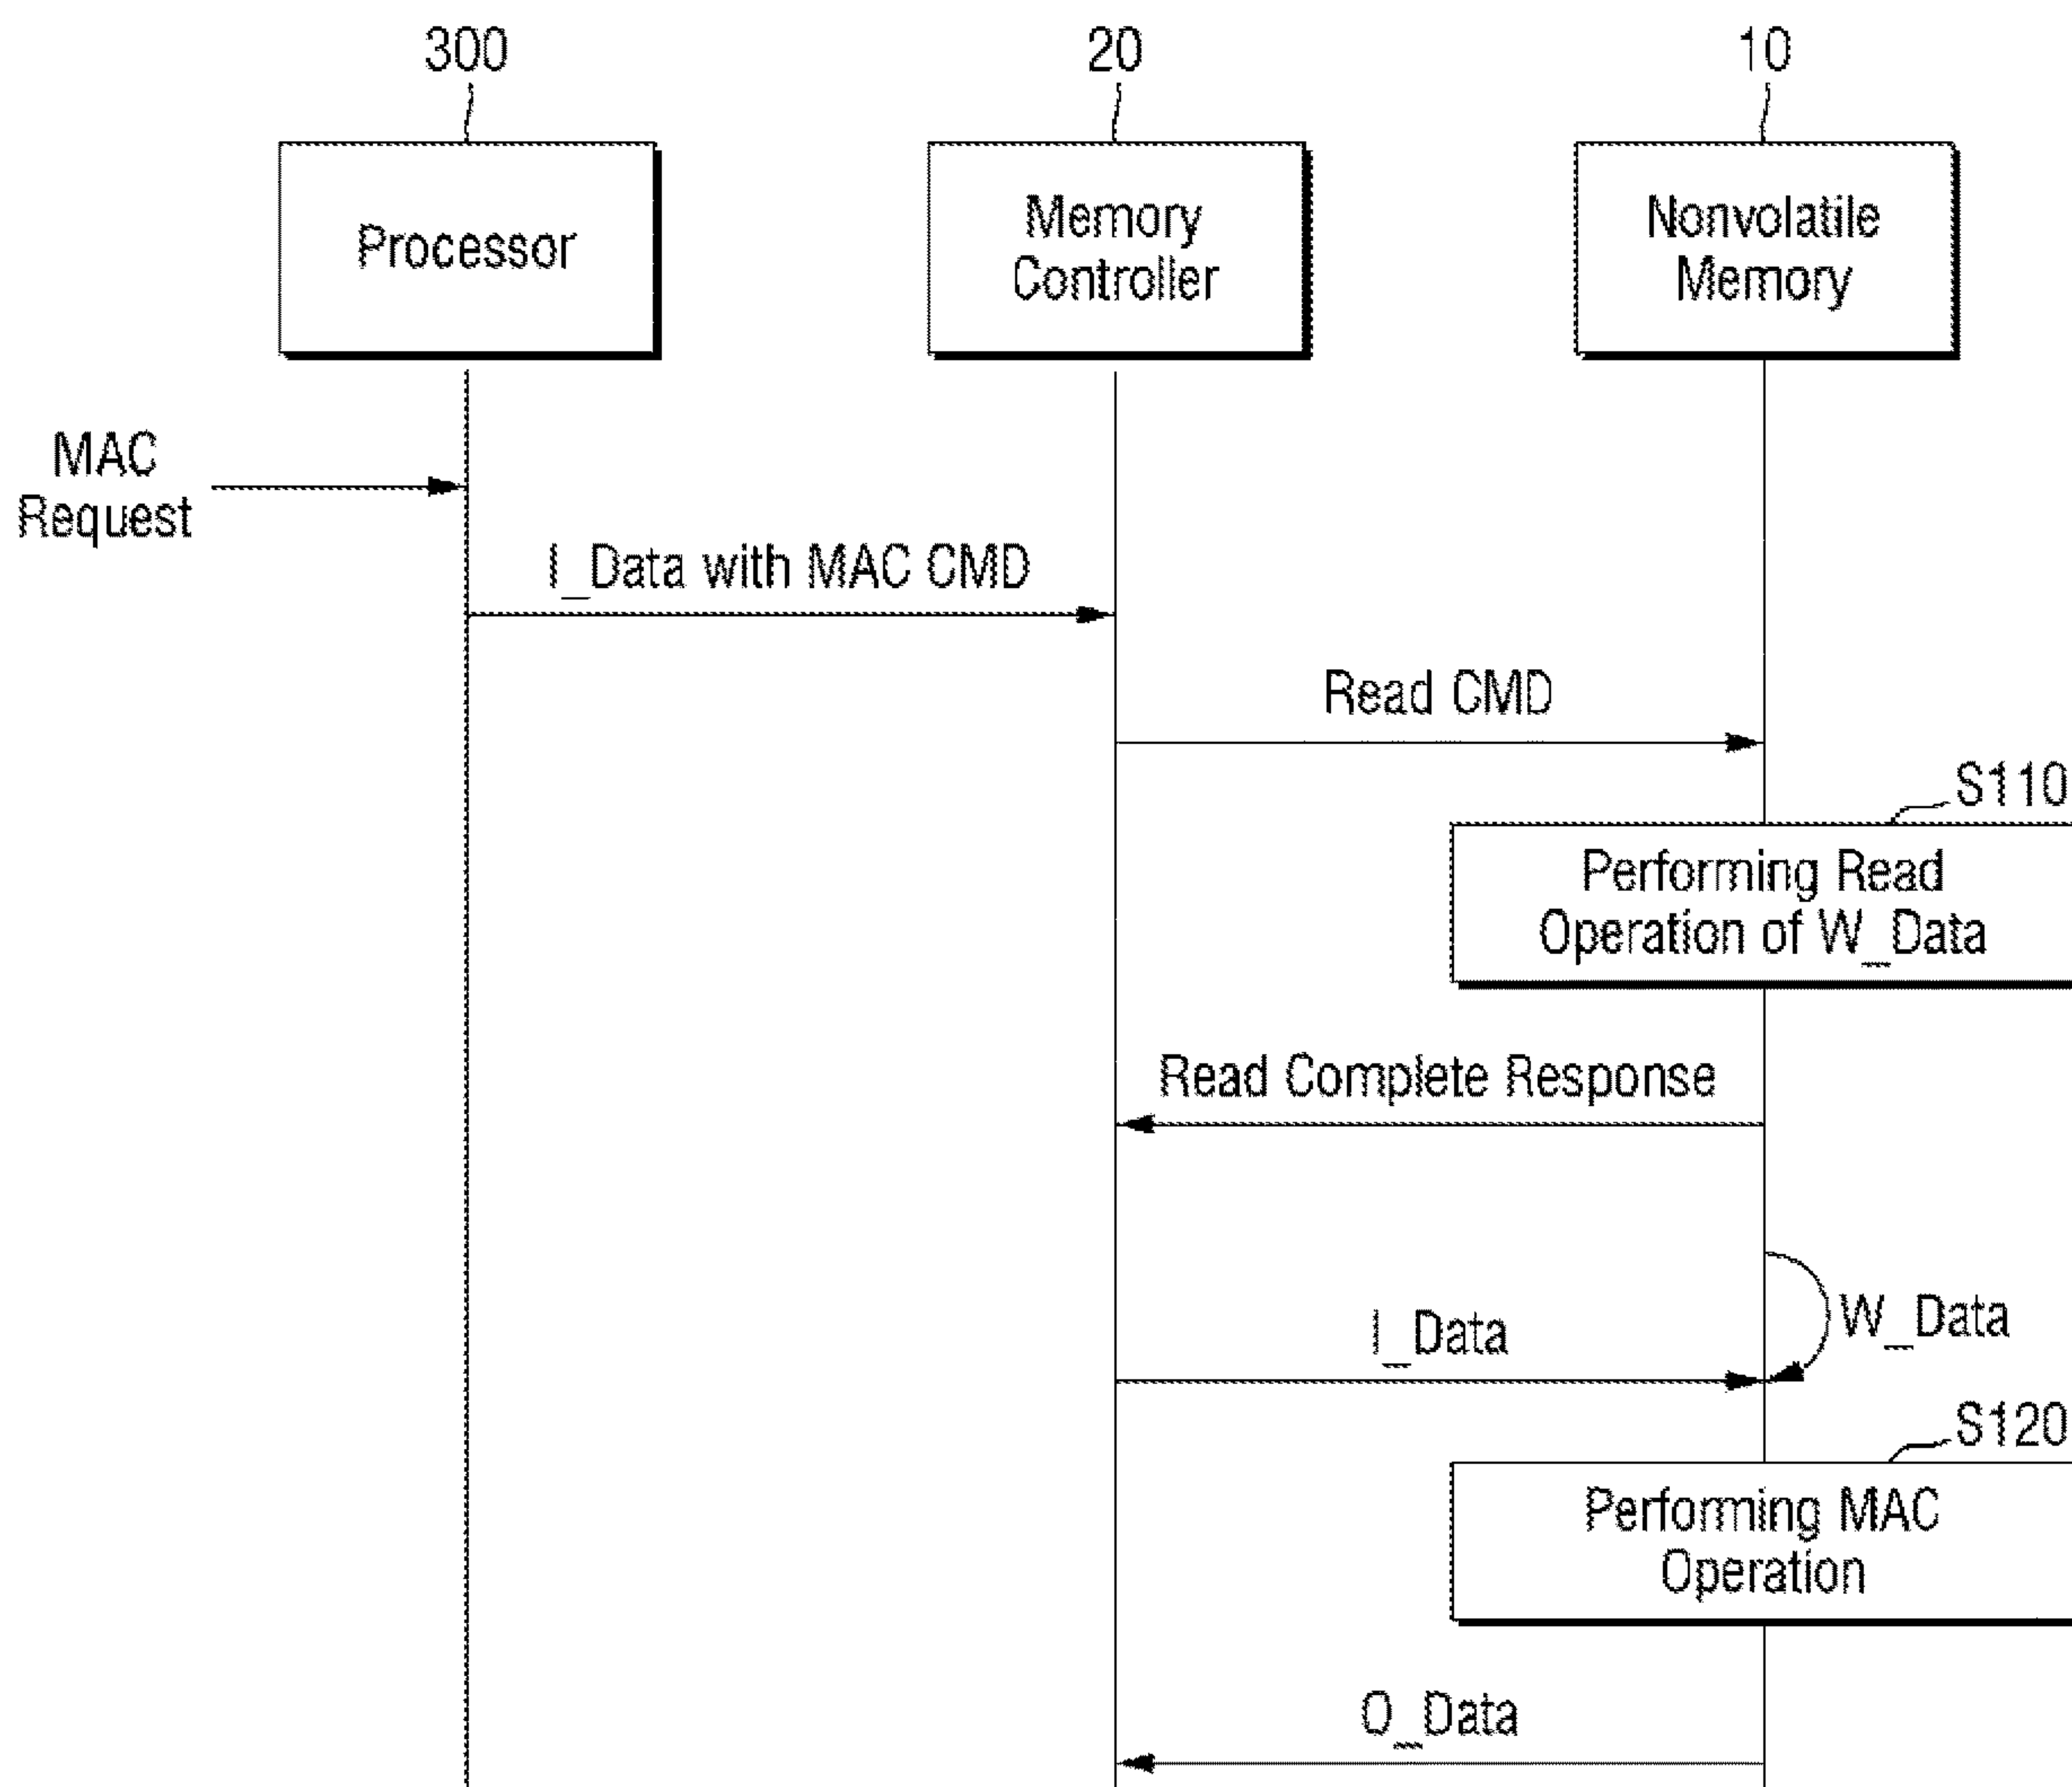 300
20
10
Processor
Memory
Controller
Nonvolatile
Memory
MAC
Request
I_Data with MAC CMD
Read CMD
S110
Performing Read
Operation of W_Data
Read Complete Response
W_Data
I_Data
S120
Performing MAC
Operation
O_Data